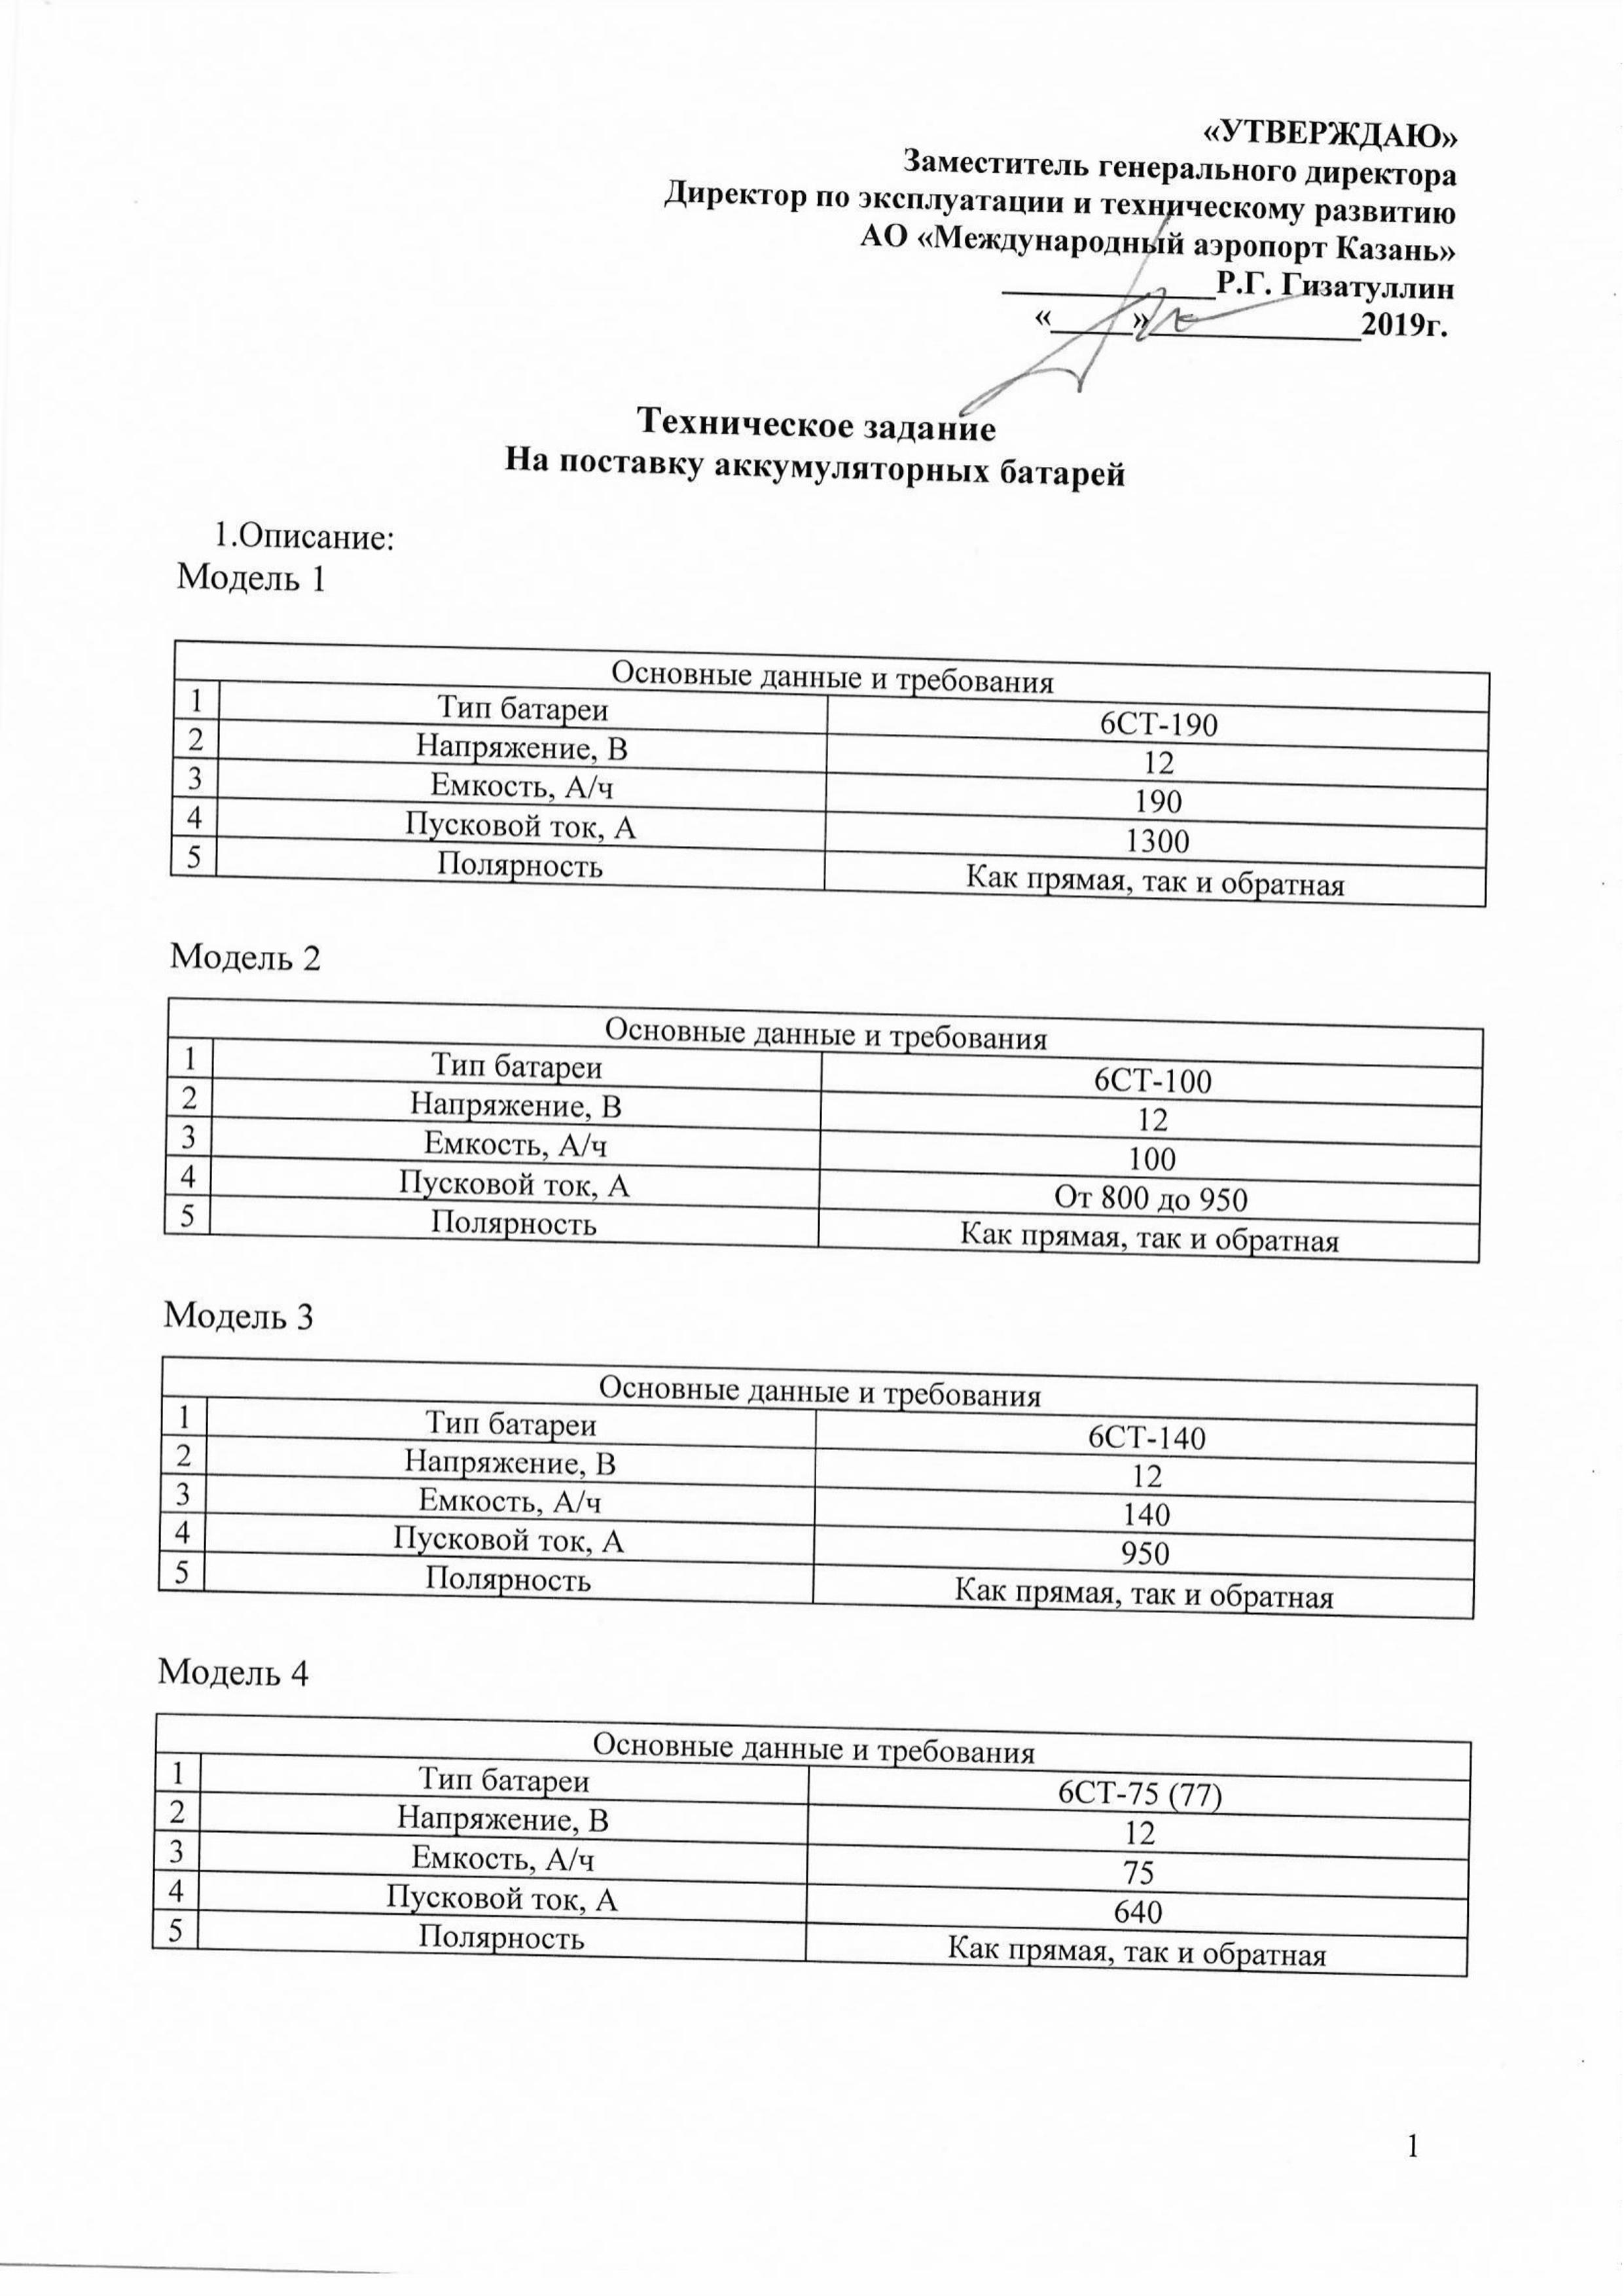 «УТВЕРЖДАЮ»
Заместитель генерального директора
Директор по эксплуатации и техническому развитию
АО «Международный аэропорт Казань»
_____________Р.Г. Гизатуллин
«_____»_____________2019г.
Техническое задание
На поставку аккумуляторных батарей
1.Описание:
Модель 1
Основные данные и требования
1 Тип батареи 6СТ-190
2 Напряжение, В 12
3 Емкость, А/ч 190
4 Пусковой ток, А 1300
5 Полярность Как прямая, так и обратная
Модель 2
Основные данные и требования
1 Тип батареи 6СТ-100
2 Напряжение, В 12
3 Емкость, А/ч 100
4 Пусковой ток, А От 800 до 950
5 Полярность Как прямая, так и обратная
Модель 3
Основные данные и требования
1 Тип батареи 6СТ-140
2 Напряжение, В 12
3 Емкость, А/ч 140
4 Пусковой ток, А 950
5 Полярность Как прямая, так и обратная
Модель 4
Основные данные и требования
1 Тип батареи 6СТ-75 (77)
2 Напряжение, В 12
3 Емкость, А/ч 75
4 Пусковой ток, А 640
5 Полярность Как прямая, так и обратная
1